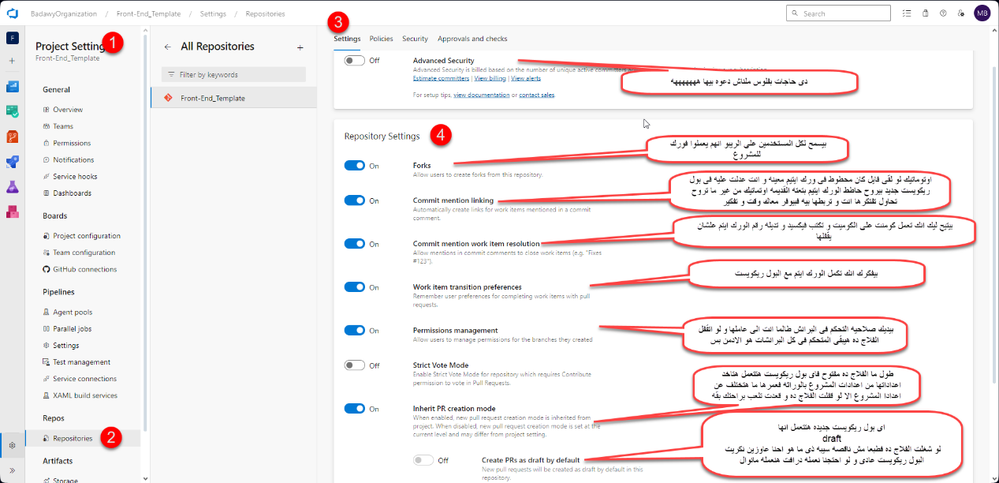 BadawyOrganization / Front-End_Template / Settings / Repositories
Search
MB
F
Project Settings
1
Front-End_Template
General
Overview
Teams
Permissions
Notifications
Service hooks
Dashboards
Boards
Project configuration
Team configuration
GitHub connections
Pipelines
Agent pools
Parallel jobs
Settings
Test management
Service connections
XAML build services
Repos
Repositories
2
Artifacts
Storage
All Repositories
Filter by keywords
Front-End_Template
3
Settings Policies Security Approvals and checks
Off
Advanced Security
Advanced Security is billed based on the number of unique active committers
Estimate committers | View billing | View alerts
For setup tips, view documentation or contact sales.
دى حاجات بفلوس ملناش دعوه بيها ههههههه
Repository Settings
4
On
Forks
Allow users to create forks from this repository.
بيسمح لكل المستخدمين على الريبو انهم يعملوا فورك
للمشروع
On
Commit mention linking
Automatically create links for work items mentioned in a commit
comment.
اوتوماتيك لو لقى فايل كان محطوط فى ورك ايتيم معينه و انت عدلت عليه فى بول
ريكويست جديد بيروح حاطط الورك ايتيم بتعته القديمه اوتماتيك من غير ما تروح
تحاول تفتكرها انت و تربطها بيه فبيوفر معاك وقت و تفكير
On
Commit mention work item resolution
Allow mentions in commit comments to close work items (e.g. "Fixes
#123").
بيتيح ليك انك تعمل كومنت على الكوميت و تكتب فيكسيد و تديله رقم الورك ايتم علشان
يقفلها
On
Work item transition preferences
Remember user preferences for completing work items with pull
requests.
بيفكرك انك تكمل الورك ايتم مع البول ريكويست
On
Permissions management
Allow users to manage permissions for the branches they created
بيديك صلاحيه التحكم فى البرانش طالما انت الى عاملها و لو اتقفل
الفلاج ده هيبقى المتحكم فى كل البرانشات هو الادمن بس
Off
Strict Vote Mode
Enable Strict Vote Mode for repository which requires Contribute
permission to vote in Pull Requests.
On
Inherit PR creation mode
When enabled, new pull request creation mode is inherited from
project. When disabled, new pull request creation mode is set at the
current level and may differ from project setting.
طول ما الفلاج ده مفتوح فاى بول ريكويست هتتعمل هتاخد
اعداداتها من اعدادات المشروع بالوراثه فعمرها ما هتختلف عن
اعدادا المشروع الا لو قفلت الفلاج ده و قعدت تلعب براحتك بقه
Off
Create PRs as draft by default
New pull requests will be created as draft by default in this
repository.
اى بول ريكويست جديده هتتعمل انها
draft
لو شغلت الفلاج ده فطبعا مش ناقصه سيبه ذى ما هو احنا عاوزين نكريت
البول ريكويست عادى و لو احتجنا نعمله درافت هنعمله مانوال